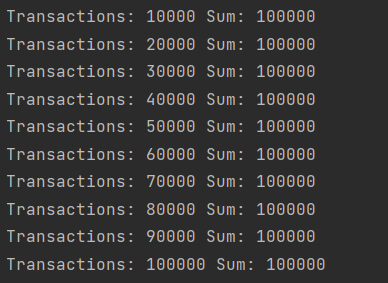 Transactions: 10000 Sum: 100000
Transactions: 20000 Sum: 100000
Transactions: 30000 Sum: 100000
Transactions: 40000 Sum: 100000
Transactions: 50000 Sum: 100000
Transactions: 60000 Sum: 100000
Transactions: 70000 Sum: 100000
Transactions: 80000 Sum: 100000
Transactions: 90000 Sum: 100000
Transactions: 100000 Sum: 100000